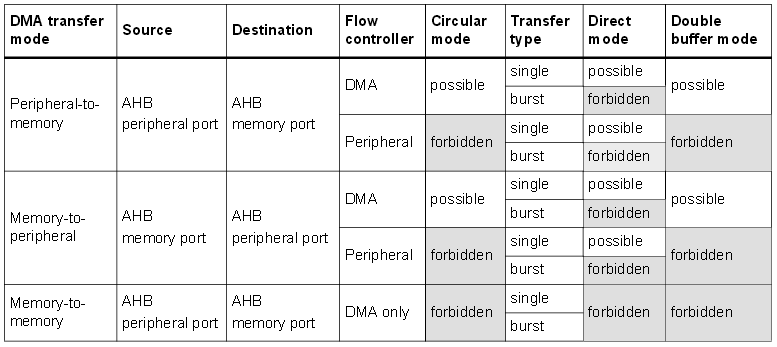 DMA transfer mode Source Destination Flow controller Circular mode Transfer type Direct mode Double buffer mode
Peripheral-to-memory AHB peripheral port AHB memory port DMA possible single possible possible
burst forbidden
Peripheral forbidden single possible forbidden
burst forbidden
Memory-to-peripheral AHB memory port AHB peripheral port DMA possible single possible possible
burst forbidden
Peripheral forbidden single possible forbidden
burst forbidden
Memory-to-memory AHB peripheral port AHB memory port DMA only forbidden single forbidden forbidden
burst